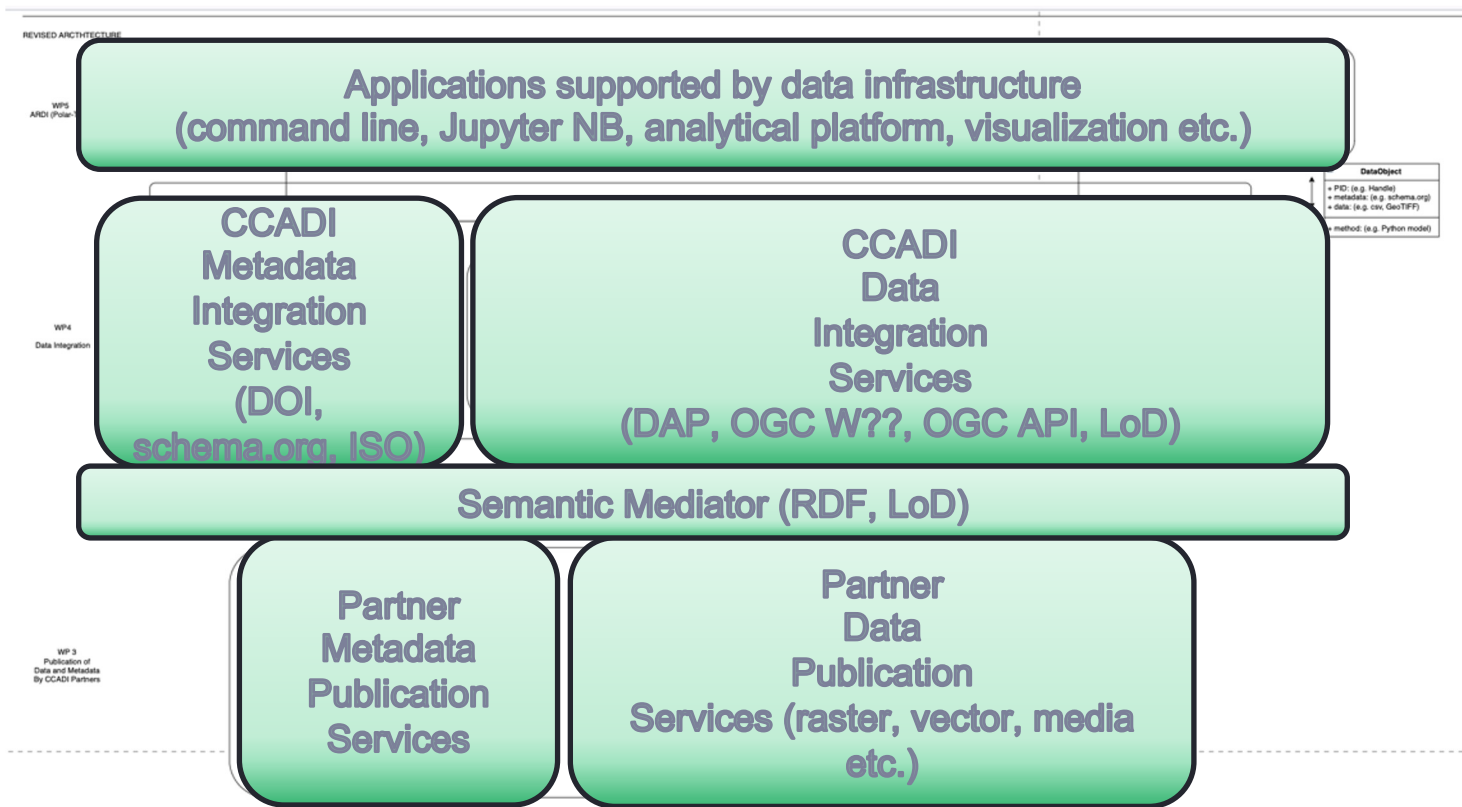 REVISED ARCTHTECTURE
Applications supported by data infrastructure
(command line, Jupyter NB, analytical platform, visualization etc.)
WP5
ARDI (Polar-
DataObject
+ PID: (e.g. Handle)
+ metadata: (e.g. schema.org)
+ data: (e.g. csv, GeoTIFF)
+ method: (e.g. Python model)
CCADI
Metadata
Integration
Services
(DOI,
schema.org, ISO)
CCADI
Data
Integration
Services
(DAP, OGC W??, OGC API, LoD)
WP4
Data Integration
Semantic Mediator (RDF, LoD)
Partner
Metadata
Publication
Services
Partner
Data
Publication
Services (raster, vector, media
etc.)
WP 3
Publication of
Data and Metadata
By CCADI Partners